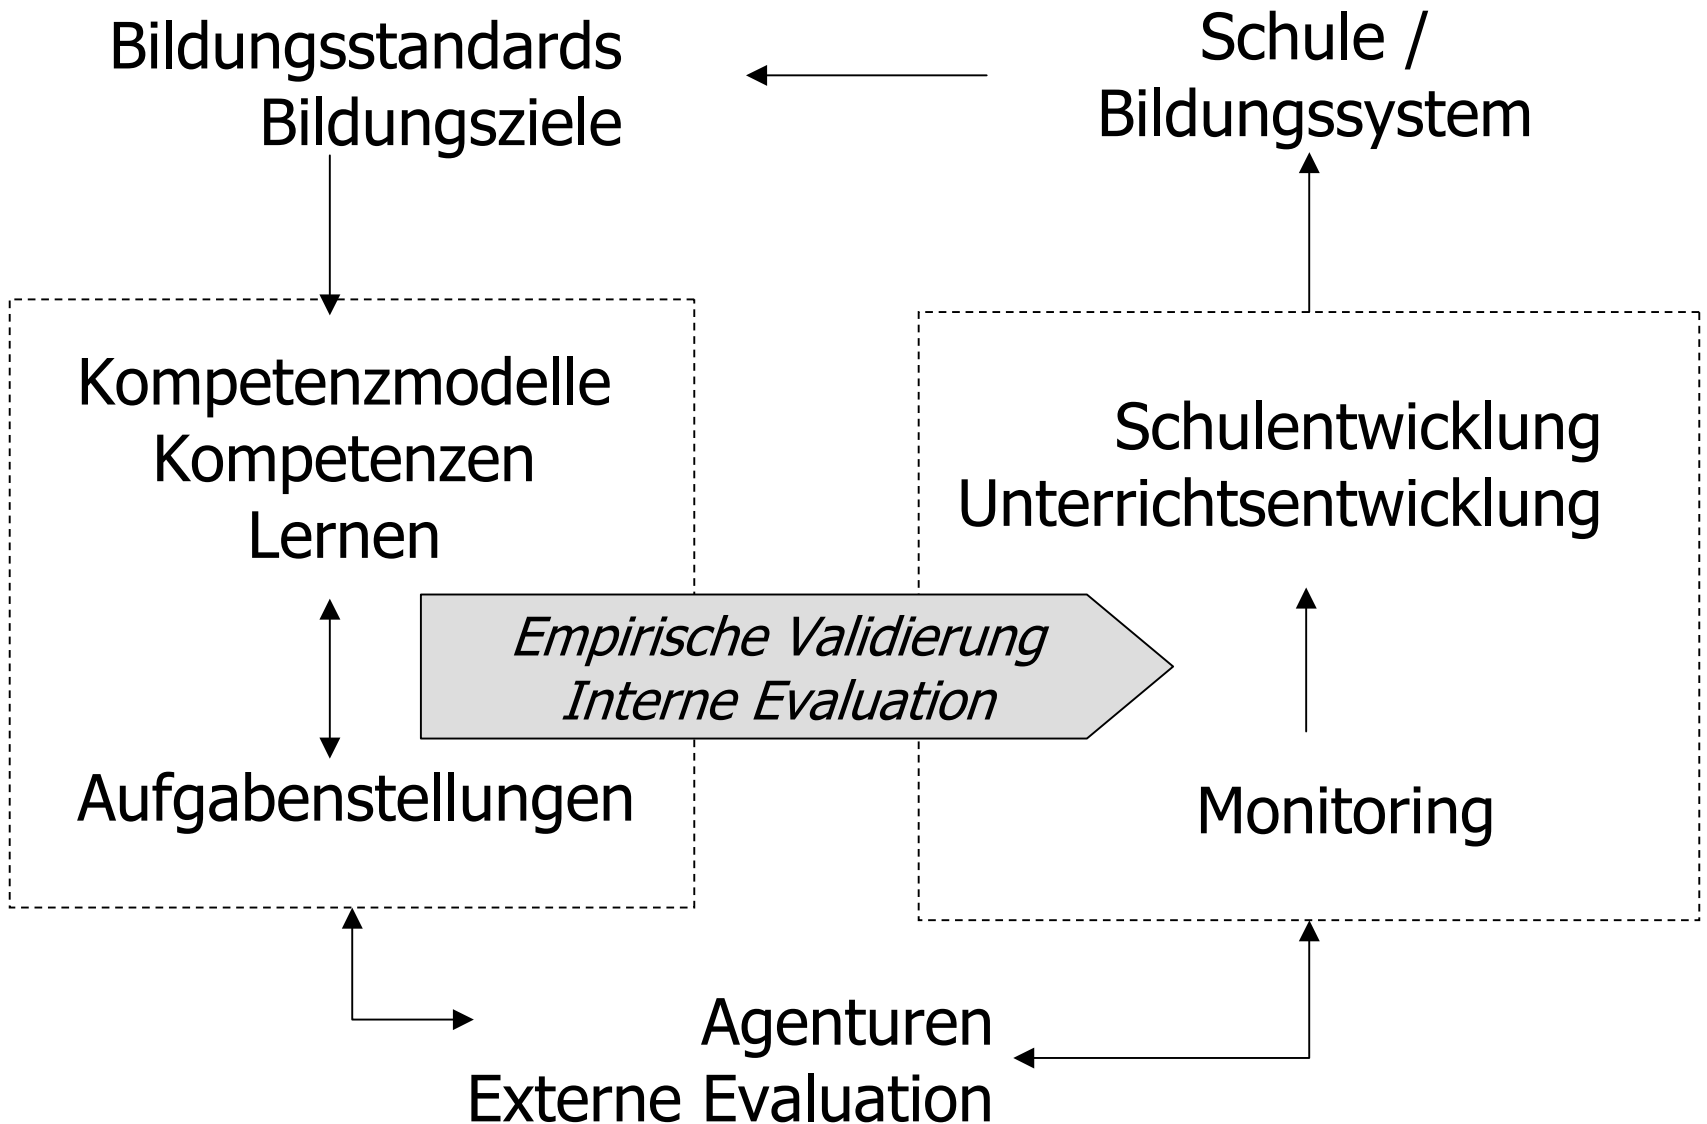 Bildungsstandards
Bildungsziele
Schule /
Bildungssystem
Kompetenzmodelle
Kompetenzen
Lernen
Schulentwicklung
Unterrichtsentwicklung
Empirische Validierung
Interne Evaluation
Aufgabenstellungen
Monitoring
Agenturen
Externe Evaluation